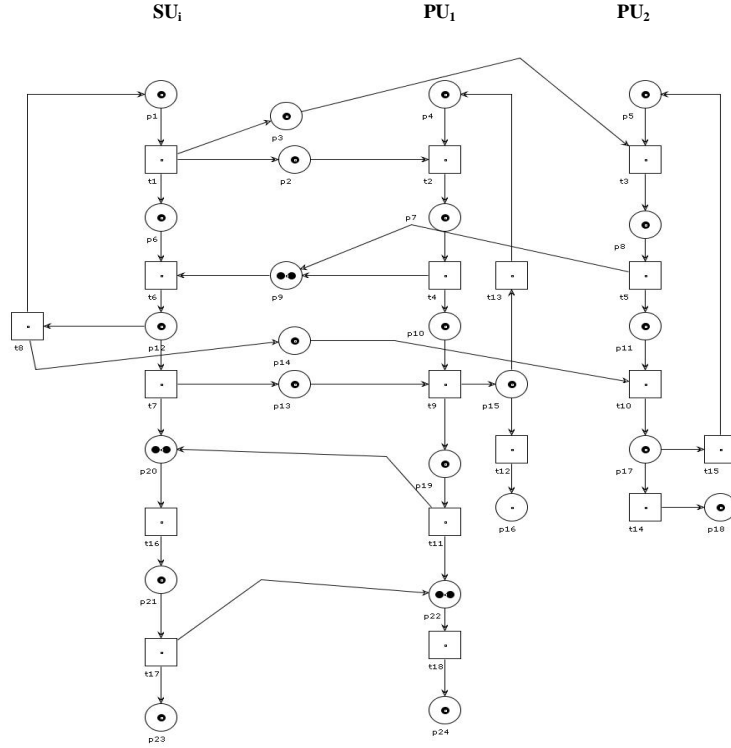 SUi PU1 PU2
p1 p4 p5
p3
t1 p2 t2 t3
p6 p7 p8
t6 p9 t4 t13 t5
p12 p10 p11
t8 p14
t7 p13 t9 p15 t10
p20 p19 t12 p17 t15
t16 t11 p16 t14 p18
p21 p22
t17 t18
p23 p24